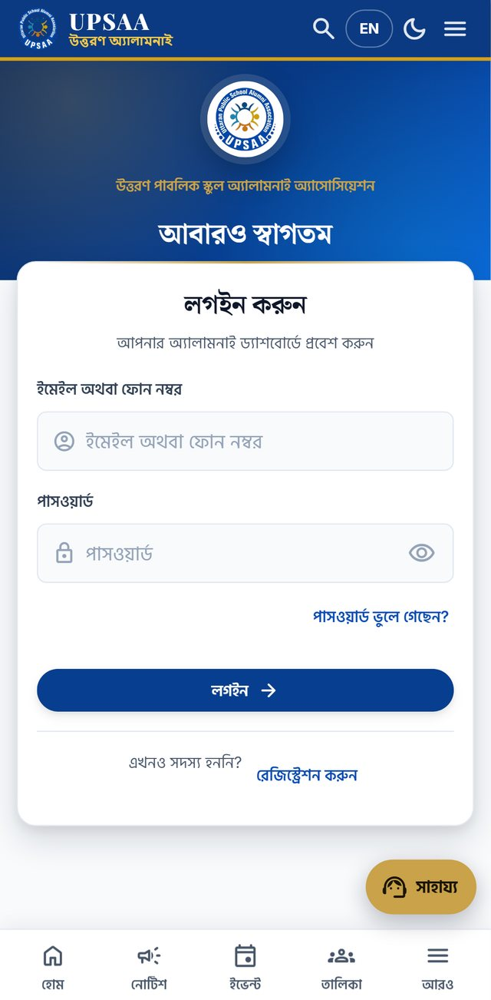 UPSAA
UPSAA
উত্তরণ অ্যালামনাই
EN
Uttaran Public School Alumni Association
UPSAA
উত্তরণ পাবলিক স্কুল অ্যালামনাই অ্যাসোসিয়েশন
আবারও স্বাগতম
লগইন করুন
আপনার অ্যালামনাই ড্যাশবোর্ডে প্রবেশ করুন
ইমেইল অথবা ফোন নম্বর
ইমেইল অথবা ফোন নম্বর
পাসওয়ার্ড
পাসওয়ার্ড
পাসওয়ার্ড ভুলে গেছেন?
লগইন
এখনও সদস্য হননি?
রেজিস্ট্রেশন করুন
সাহায্য
হোম
নোটিশ
ইভেন্ট
তালিকা
আরও